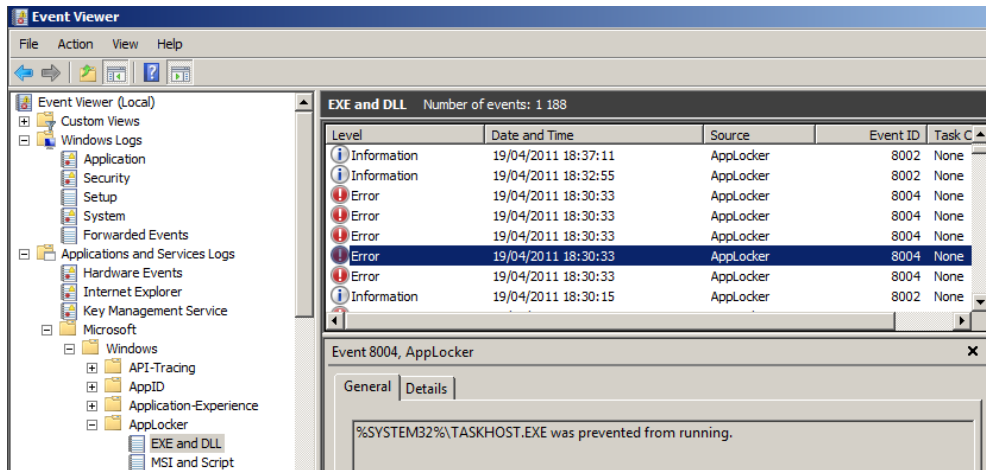 Event Viewer
File Action View Help
Event Viewer (Local)
Custom Views
Windows Logs
Application
Security
Setup
System
Forwarded Events
Applications and Services Logs
Hardware Events
Internet Explorer
Key Management Service
Microsoft
Windows
API-Tracing
AppID
Application-Experience
AppLocker
EXE and DLL
MSI and Script
EXE and DLL Number of events: 1 188
Level Date and Time Source Event ID Task C
Information 19/04/2011 18:37:11 AppLocker 8002 None
Information 19/04/2011 18:32:55 AppLocker 8002 None
Error 19/04/2011 18:30:33 AppLocker 8004 None
Error 19/04/2011 18:30:33 AppLocker 8004 None
Error 19/04/2011 18:30:33 AppLocker 8004 None
Error 19/04/2011 18:30:33 AppLocker 8004 None
Error 19/04/2011 18:30:33 AppLocker 8004 None
Information 19/04/2011 18:30:15 AppLocker 8002 None
Event 8004, AppLocker
General Details
%SYSTEM32%\TASKHOST.EXE was prevented from running.